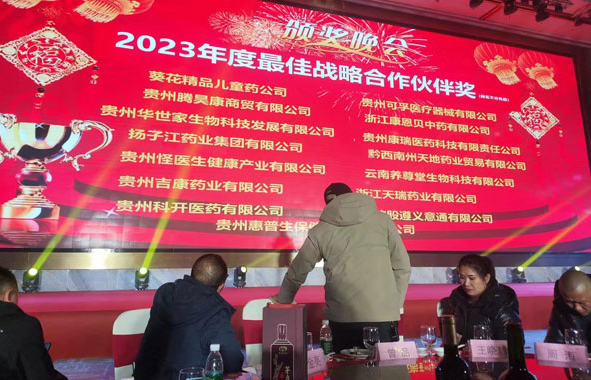 颁奖晚会
2023年度最佳战略合作伙伴奖
葵花精品儿童药公司
贵州腾昊康商贸有限公司
贵州华世家生物科技发展有限公司
扬子江药业集团有限公司
贵州怪医生健康产业有限公司
贵州吉康药业有限公司
贵州科开医药有限公司
贵州可孚医疗器械有限公司
浙江康恩贝中药有限公司
贵州康瑞医药科技有限责任公司
黔西南州天地药业贸易有限公司
云南养尊堂生物科技有限公司
浙江天瑞药业有限公司
股遵义意通有限公司
贵州惠普生保
公司
福
福